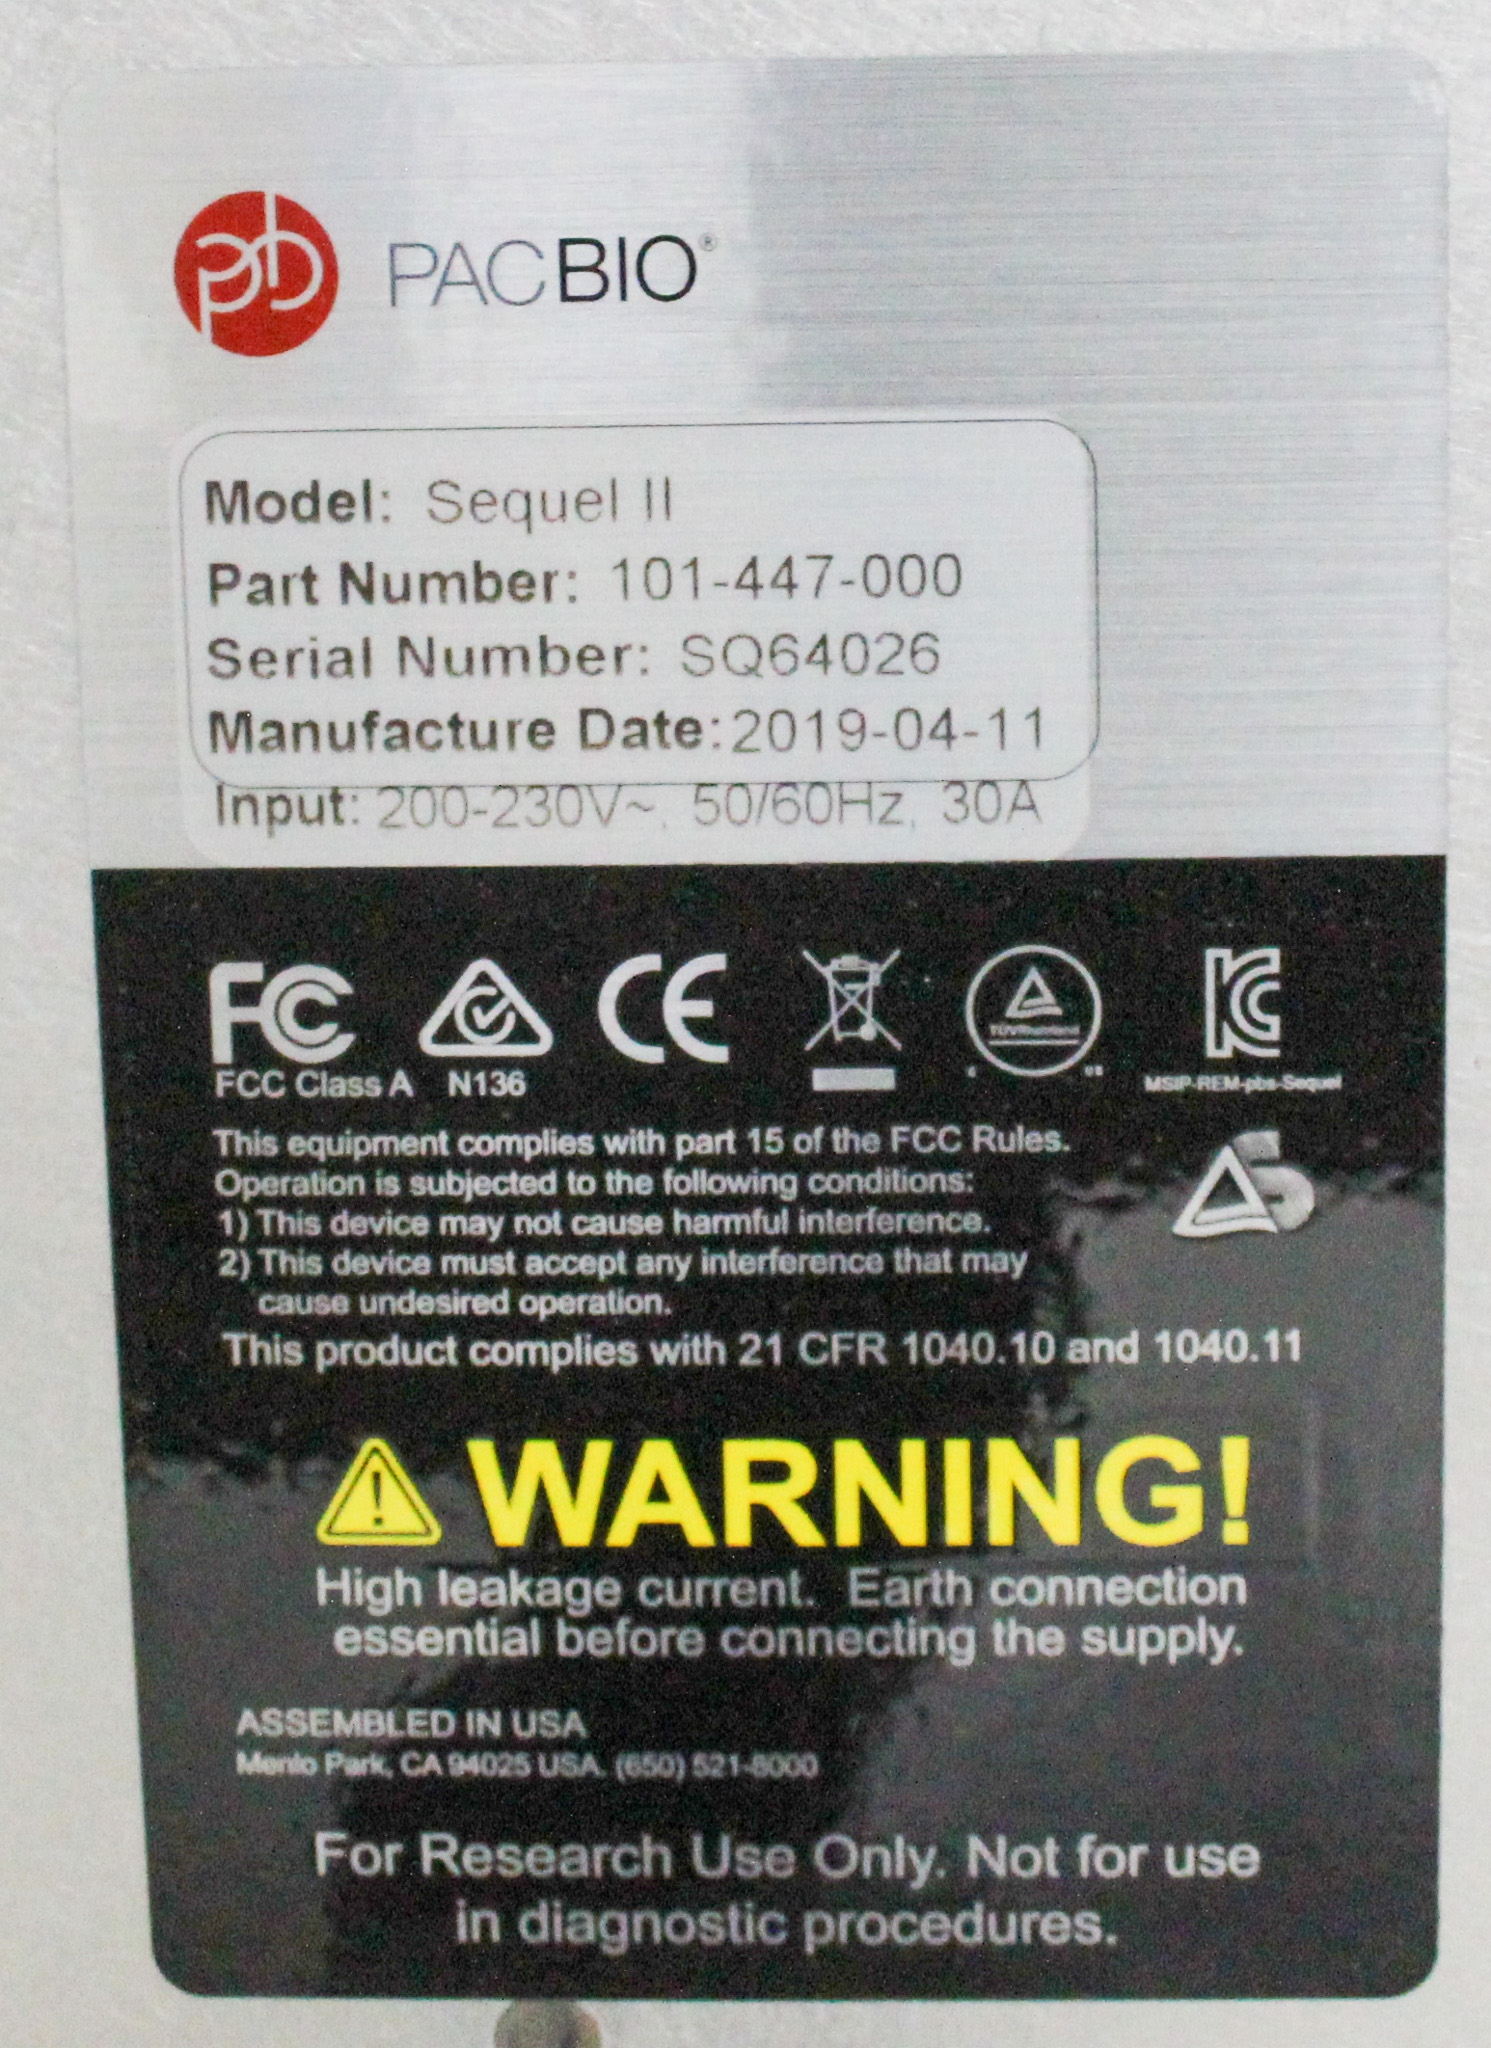 pb PACBIO®
Model: Sequel II
Part Number: 101-447-000
Serial Number: SQ64026
Manufacture Date:2019-04-11
Input: 200-230V~, 50/60Hz, 30A
FC CE
TÜVRheinland
FCC Class A N136 MSIP-REM-pbs-Sequel
This equipment complies with part 15 of the FCC Rules.
Operation is subjected to the following conditions:
1) This device may not cause harmful interference.
2) This device must accept any interference that may
cause undesired operation.
This product complies with 21 CFR 1040.10 and 1040.11
WARNING!
High leakage current. Earth connection
essential before connecting the supply.
ASSEMBLED IN USA
Menlo Park, CA 94025 USA. (650) 521-8000
For Research Use Only. Not for use
in diagnostic procedures.